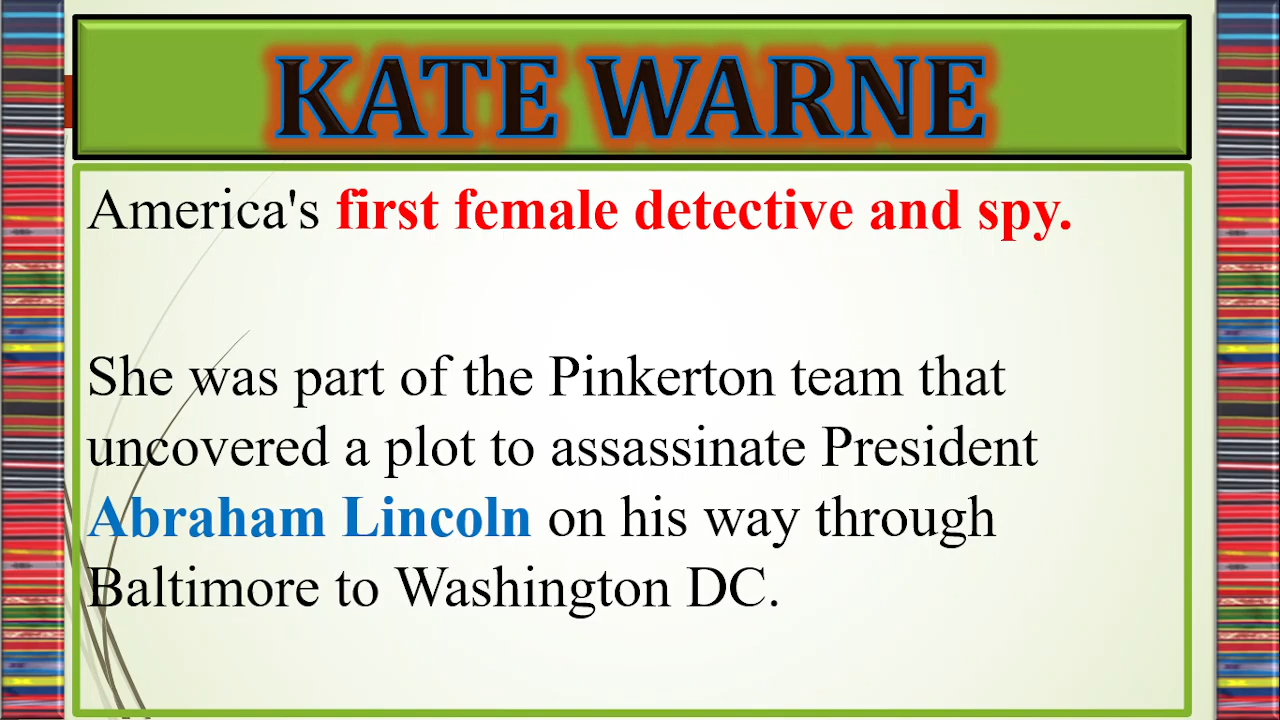 KATE WARNE
America's first female detective and spy.
She was part of the Pinkerton team that
uncovered a plot to assassinate President
Abraham Lincoln on his way through
Baltimore to Washington DC.